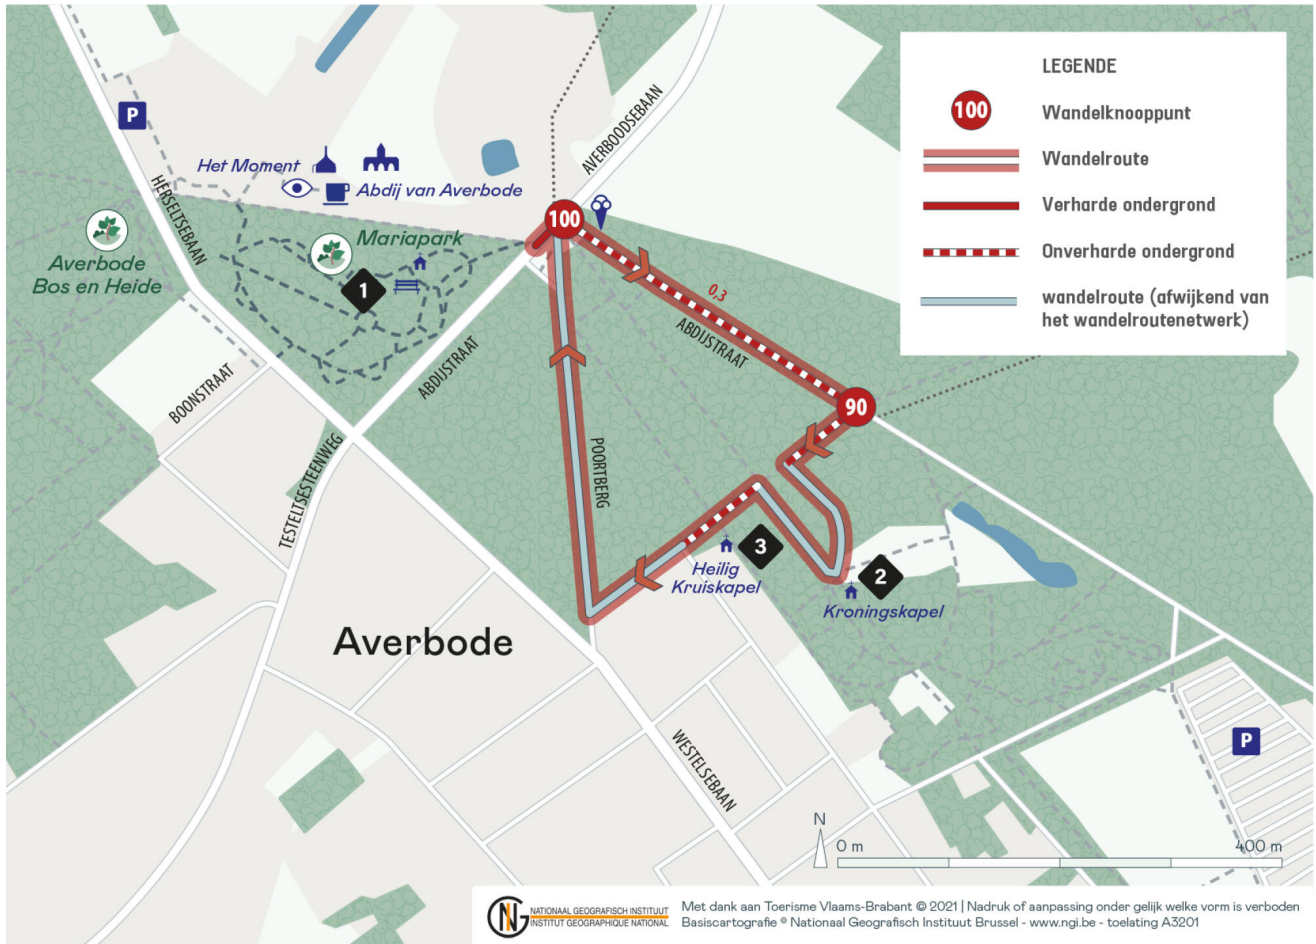 LEGENDE
100
Wandelknooppunt
Wandelroute
Verharde ondergrond
Onverharde ondergrond
wandelroute (afwijkend van
het wandelroutenetwerk)
P
HERSELTSEBAAN
Het Moment
Abdij van Averbode
AVERBOODSEBAAN
100
Averbode
Bos en Heide
Mariapark
1
0,3
ABDIJSTRAAT
ABDIJSTRAAT
BOONSTRAAT
90
TESTELTSESTEENWEG
POORTBERG
3
Heilig
Kruiskapel
2
Kroningskapel
Averbode
WESTELSEBAAN
P
N
0 m
400 m
NG
NATIONAAL GEOGRAFISCH INSTITUUT
INSTITUT GEOGRAPHIQUE NATIONAL
Met dank aan Toerisme Vlaams-Brabant © 2021 | Nadruk of aanpassing onder gelijk welke vorm is verboden
Basiscartografie © Nationaal Geografisch Instituut Brussel - www.ngi.be - toelating A3201